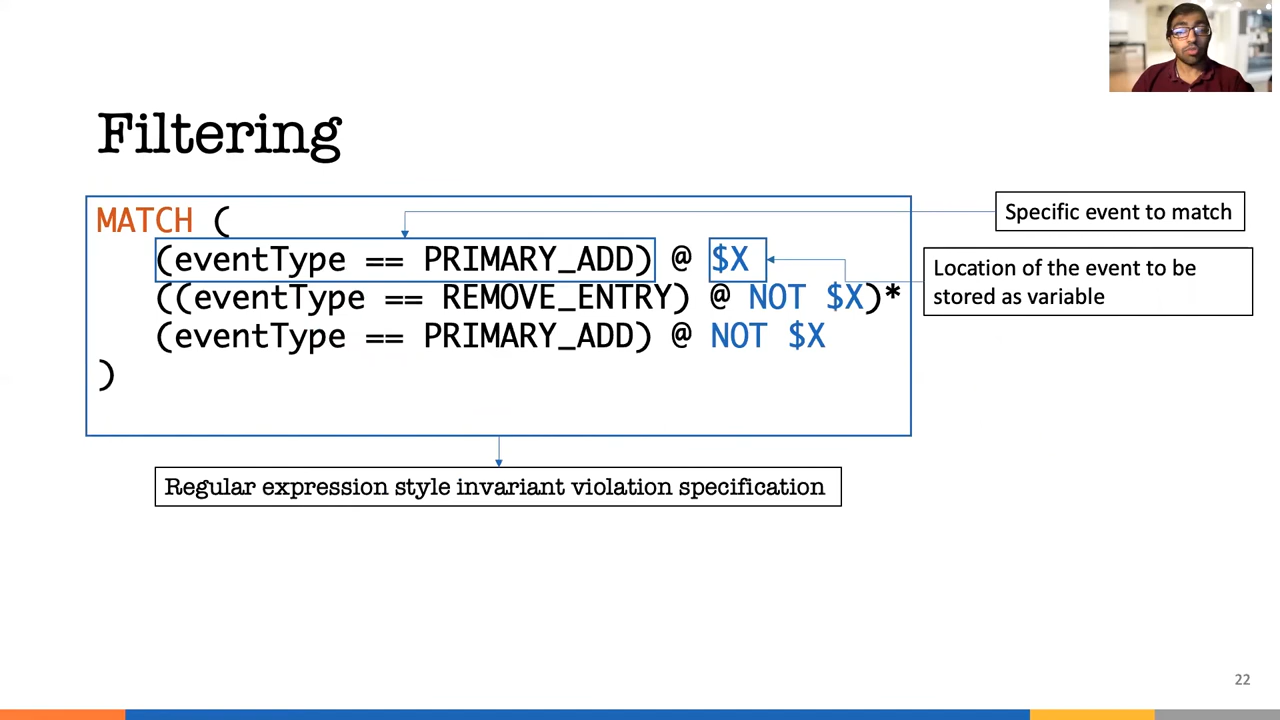 Filtering
MATCH (
(eventType == PRIMARY_ADD) @ $X
((eventType == REMOVE_ENTRY) @ NOT $X)*
(eventType == PRIMARY_ADD) @ NOT $X
)
Specific event to match
Location of the event to be
stored as variable
Regular expression style invariant violation specification
22